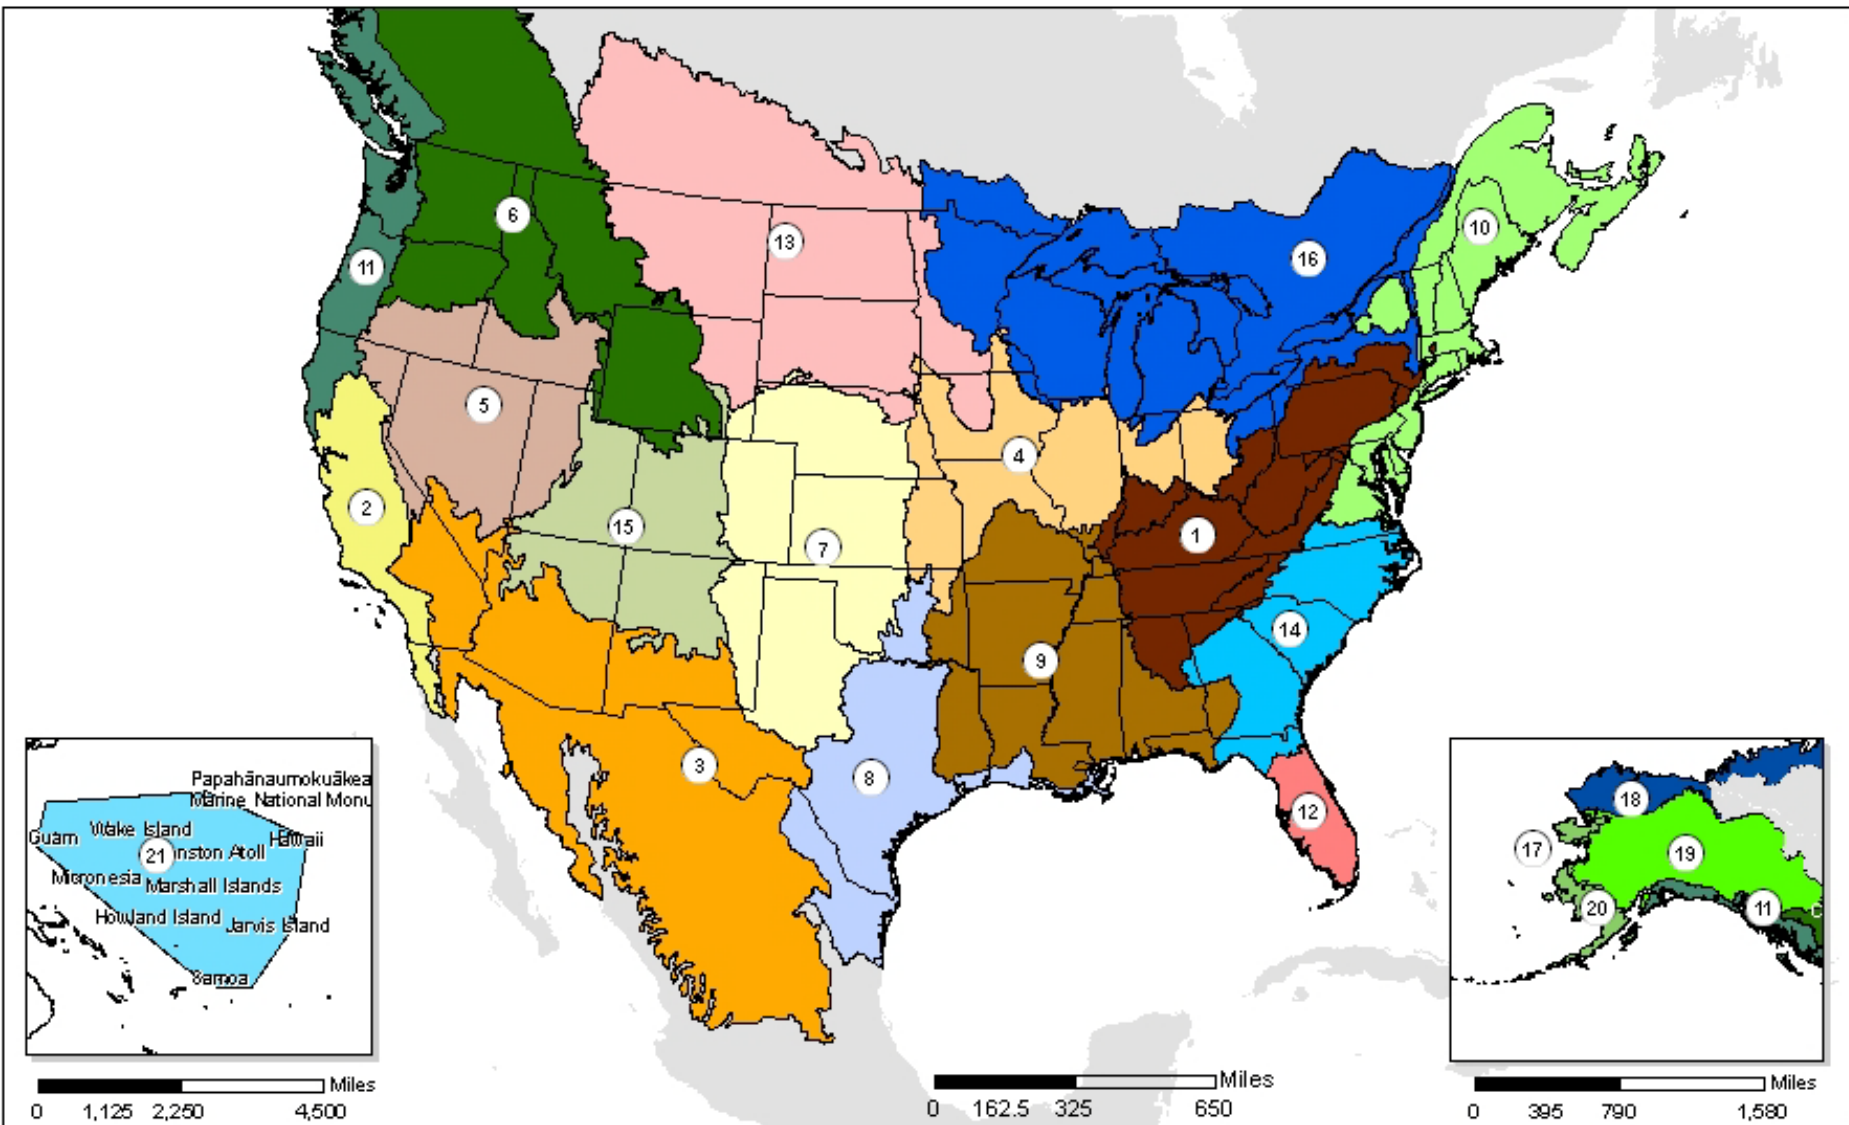 6
13
10
11
16
5
4
2
15
7
1
14
9
3
8
12
Papahānaumokuākea
Marine National Monu
Guam
Wake Island
Hawaii
21
nston Atoll
Micronesia
Marshall Islands
Howland Island
Jarvis Island
Samoa
Miles
0 1,125 2,250 4,500
Miles
0 162.5 325 650
18
17
19
20
11
C
Miles
0 395 790 1,580